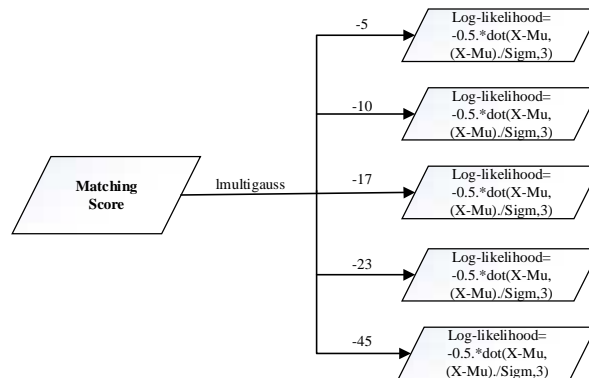 Matching
Score
lmultigauss
-5
Log-likelihood=
-0.5.*dot(X-Mu,
(X-Mu)./Sigm,3)
-10
Log-likelihood=
-0.5.*dot(X-Mu,
(X-Mu)./Sigm,3)
-17
Log-likelihood=
-0.5.*dot(X-Mu,
(X-Mu)./Sigm,3)
-23
Log-likelihood=
-0.5.*dot(X-Mu,
(X-Mu)./Sigm,3)
-45
Log-likelihood=
-0.5.*dot(X-Mu,
(X-Mu)./Sigm,3)